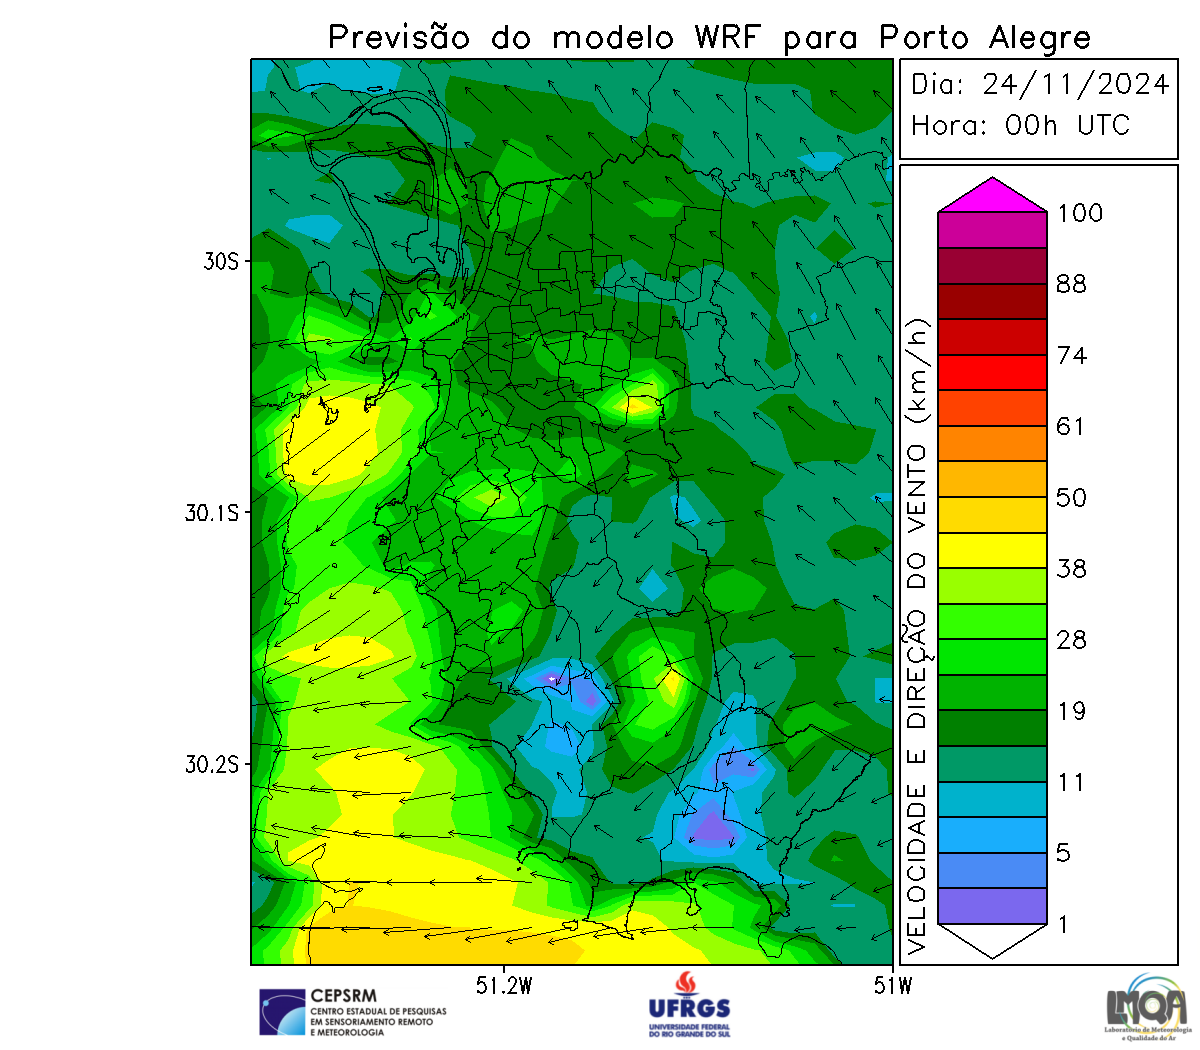 Previsão do modelo WRF para Porto Alegre
Dia: 24/11/2024
Hora: 00h UTC
100
88
74
61
50
38
28
19
11
5
1
VELOCIDADE E DIREÇÃO DO VENTO (km/h)
30S
30.1S
30.2S
51.2W
51W
CEPSRM
CENTRO ESTADUAL DE PESQUISAS
EM SENSORIAMENTO REMOTO
E METEOROLOGIA
UFRGS
UNIVERSIDADE FEDERAL
DO RIO GRANDE DO SUL
LMQA
Laboratório de Meteorologia
e Qualidade do Ar